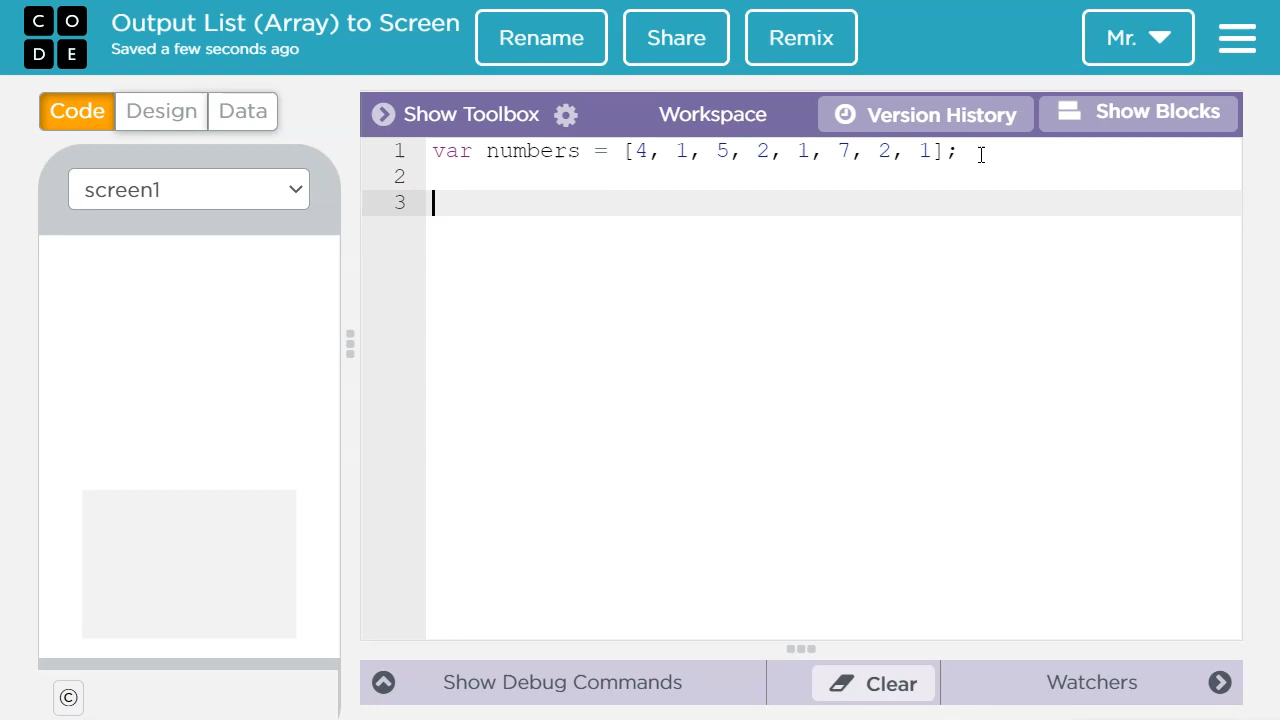 C O D E
Output List (Array) to Screen
Saved a few seconds ago
Rename
Share
Remix
Mr.
Code
Design
Data
Show Toolbox
Workspace
Version History
Show Blocks
screen1
1 var numbers = [4, 1, 5, 2, 1, 7, 2, 1];
2
3
©
Show Debug Commands
Clear
Watchers